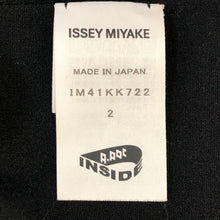 ISSEY MIYAKE
MADE IN JAPAN
IM41KK722
2
A-POC
INSIDE